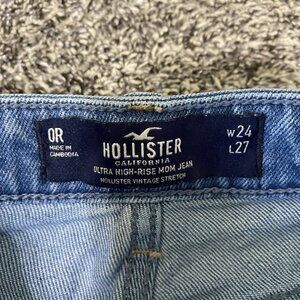 0R
MADE IN
CAMBODIA
HOLLISTER
CALIFORNIA
ULTRA HIGH-RISE MOM JEAN
HOLLISTER VINTAGE STRETCH
W24
L27